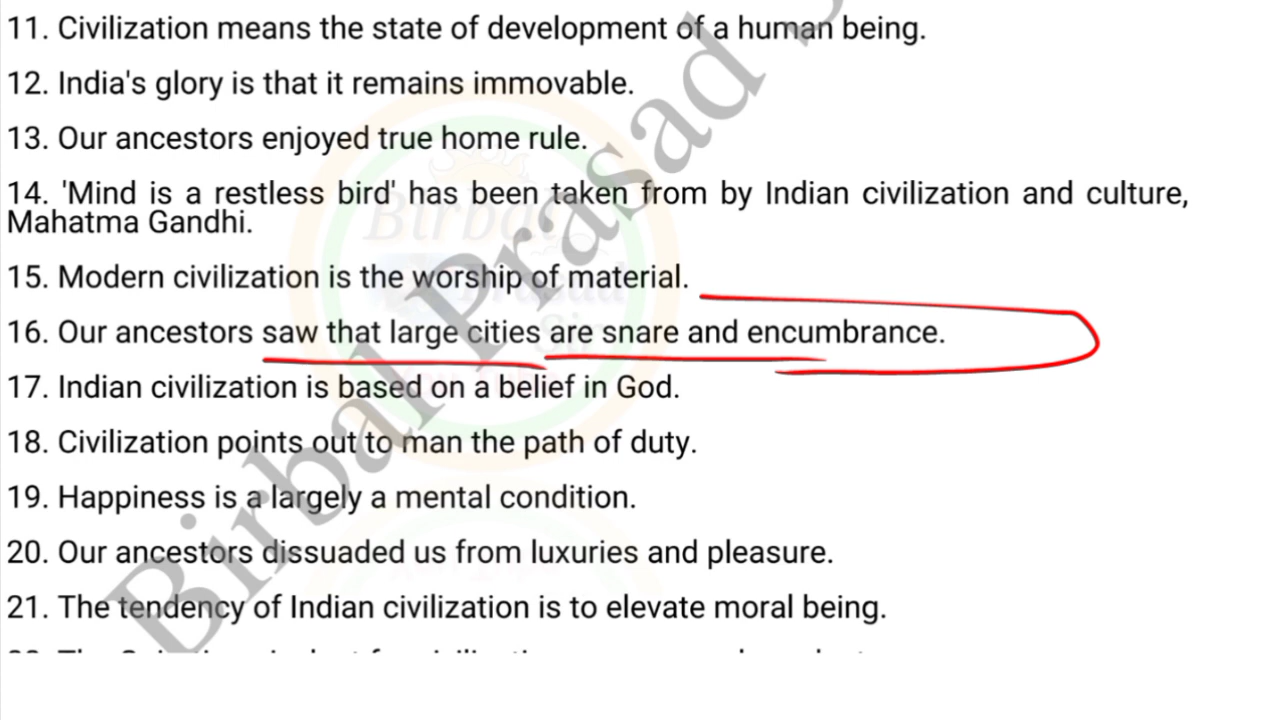 11. Civilization means the state of development of a human being.
12. India's glory is that it remains immovable.
13. Our ancestors enjoyed true home rule.
14. 'Mind is a restless bird' has been taken from by Indian civilization and culture,
Mahatma Gandhi.
15. Modern civilization is the worship of material.
16. Our ancestors saw that large cities are snare and encumbrance.
17. Indian civilization is based on a belief in God.
18. Civilization points out to man the path of duty.
19. Happiness is a largely a mental condition.
20. Our ancestors dissuaded us from luxuries and pleasure.
21. The tendency of Indian civilization is to elevate moral being.
Birbal Prasad
Birbal
Prasad
Sir